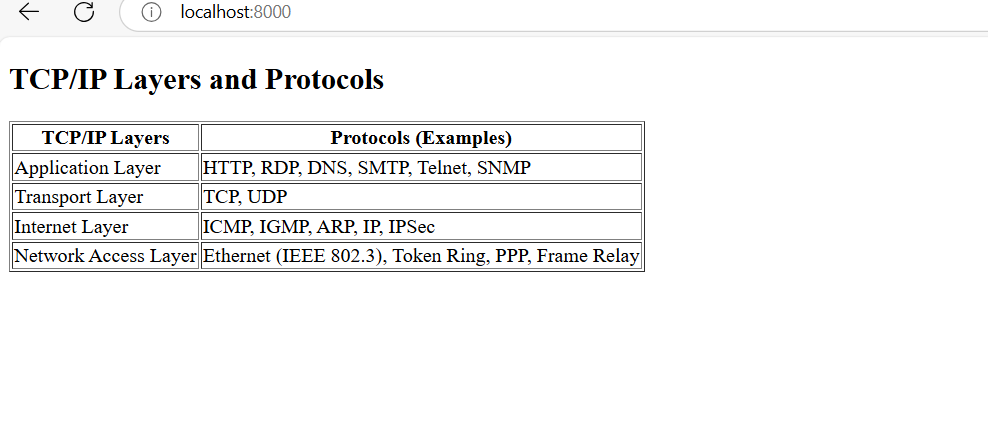 localhost:8000
TCP/IP Layers and Protocols
TCP/IP Layers Protocols (Examples)
Application Layer HTTP, RDP, DNS, SMTP, Telnet, SNMP
Transport Layer TCP, UDP
Internet Layer ICMP, IGMP, ARP, IP, IPSec
Network Access Layer Ethernet (IEEE 802.3), Token Ring, PPP, Frame Relay